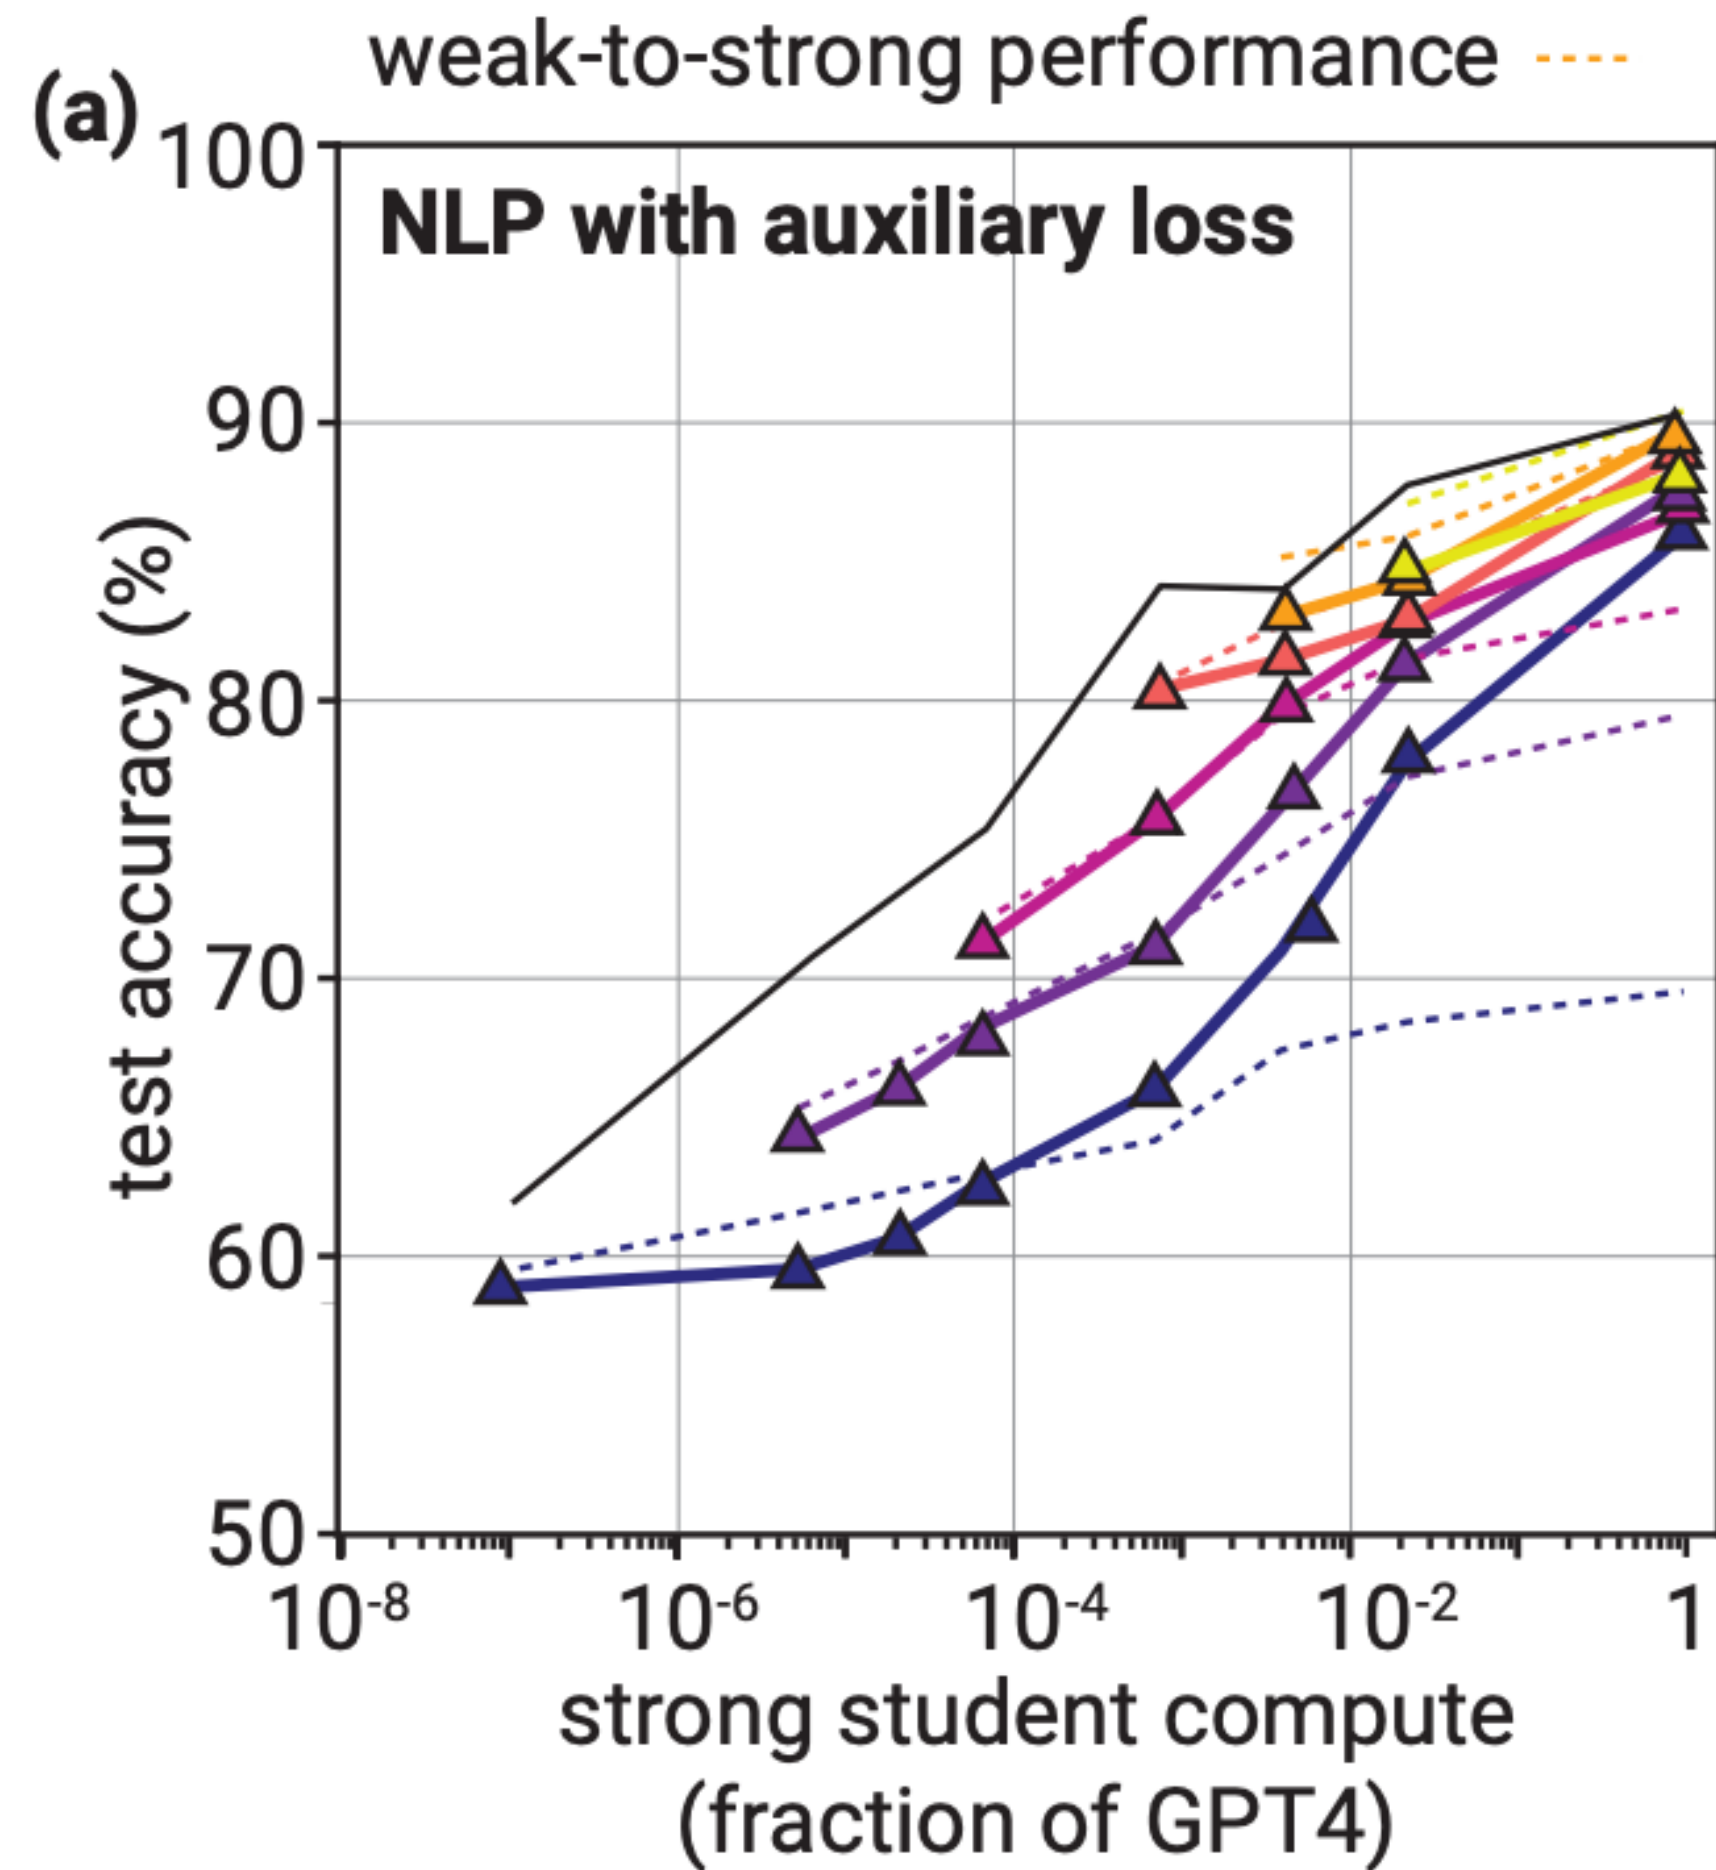 weak-to-strong performance
(a)
100
NLP with auxiliary loss
90
80
70
60
50
test accuracy (%)
10⁻⁸ 10⁻⁶ 10⁻⁴ 10⁻² 1
strong student compute
(fraction of GPT4)